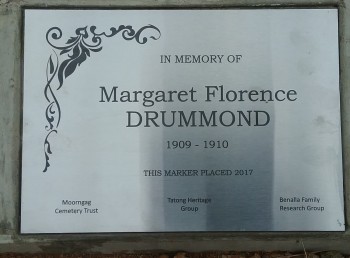 IN MEMORY OF
Margaret Florence
DRUMMOND
1909 - 1910
THIS MARKER PLACED 2017
Moorngag
Cemetery Trust
Tatong Heritage
Group
Benalla Family
Research Group